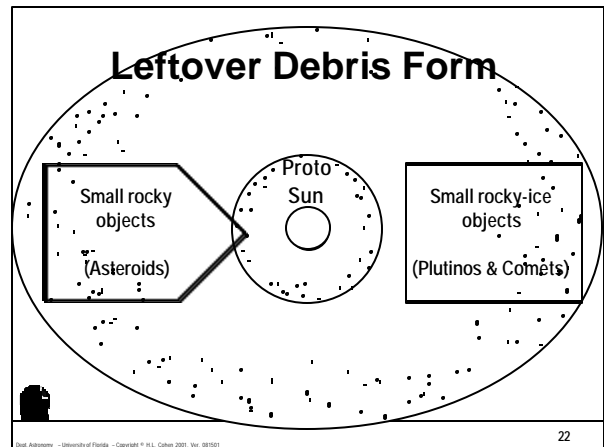 Leftover Debris Form
Proto
Sun
Small rocky
objects
(Asteroids)
Small rocky-ice
objects
(Plutinos & Comets)
22
Dept. Astronomy – University of Florida – Copyright © H.L. Cohen 2001. Ver. 081501